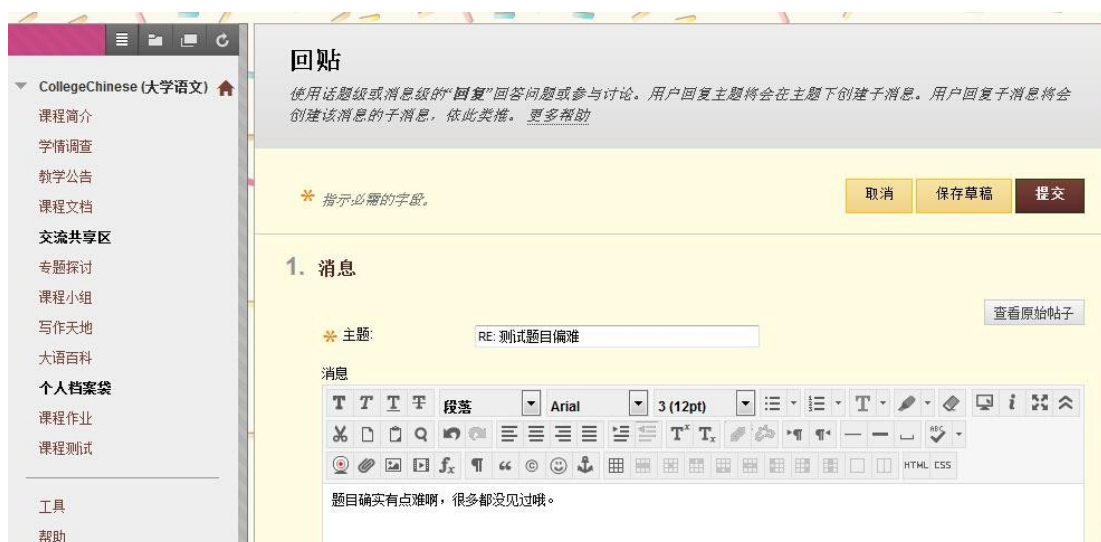 CollegeChinese (大学语文)
课程简介
学情调查
教学公告
课程文档
交流共享区
专题探讨
课程小组
写作天地
大语百科
个人档案袋
课程作业
课程测试
工具
帮助
回贴
使用话题级或消息级的“回复”回答问题或参与讨论。用户回复主题将会在主题下创建子消息。用户回复子消息将会
创建该消息的子消息，依此类推。 更多帮助
指示必需的字段。
取消 保存草稿 提交
1. 消息
查看原始帖子
主题: RE: 测试题目偏难
消息
T T T T 段落 Arial 3 (12pt) T
Tx Tx ABC
fx HTML CSS
题目确实有点难啊，很多都没见过哦。